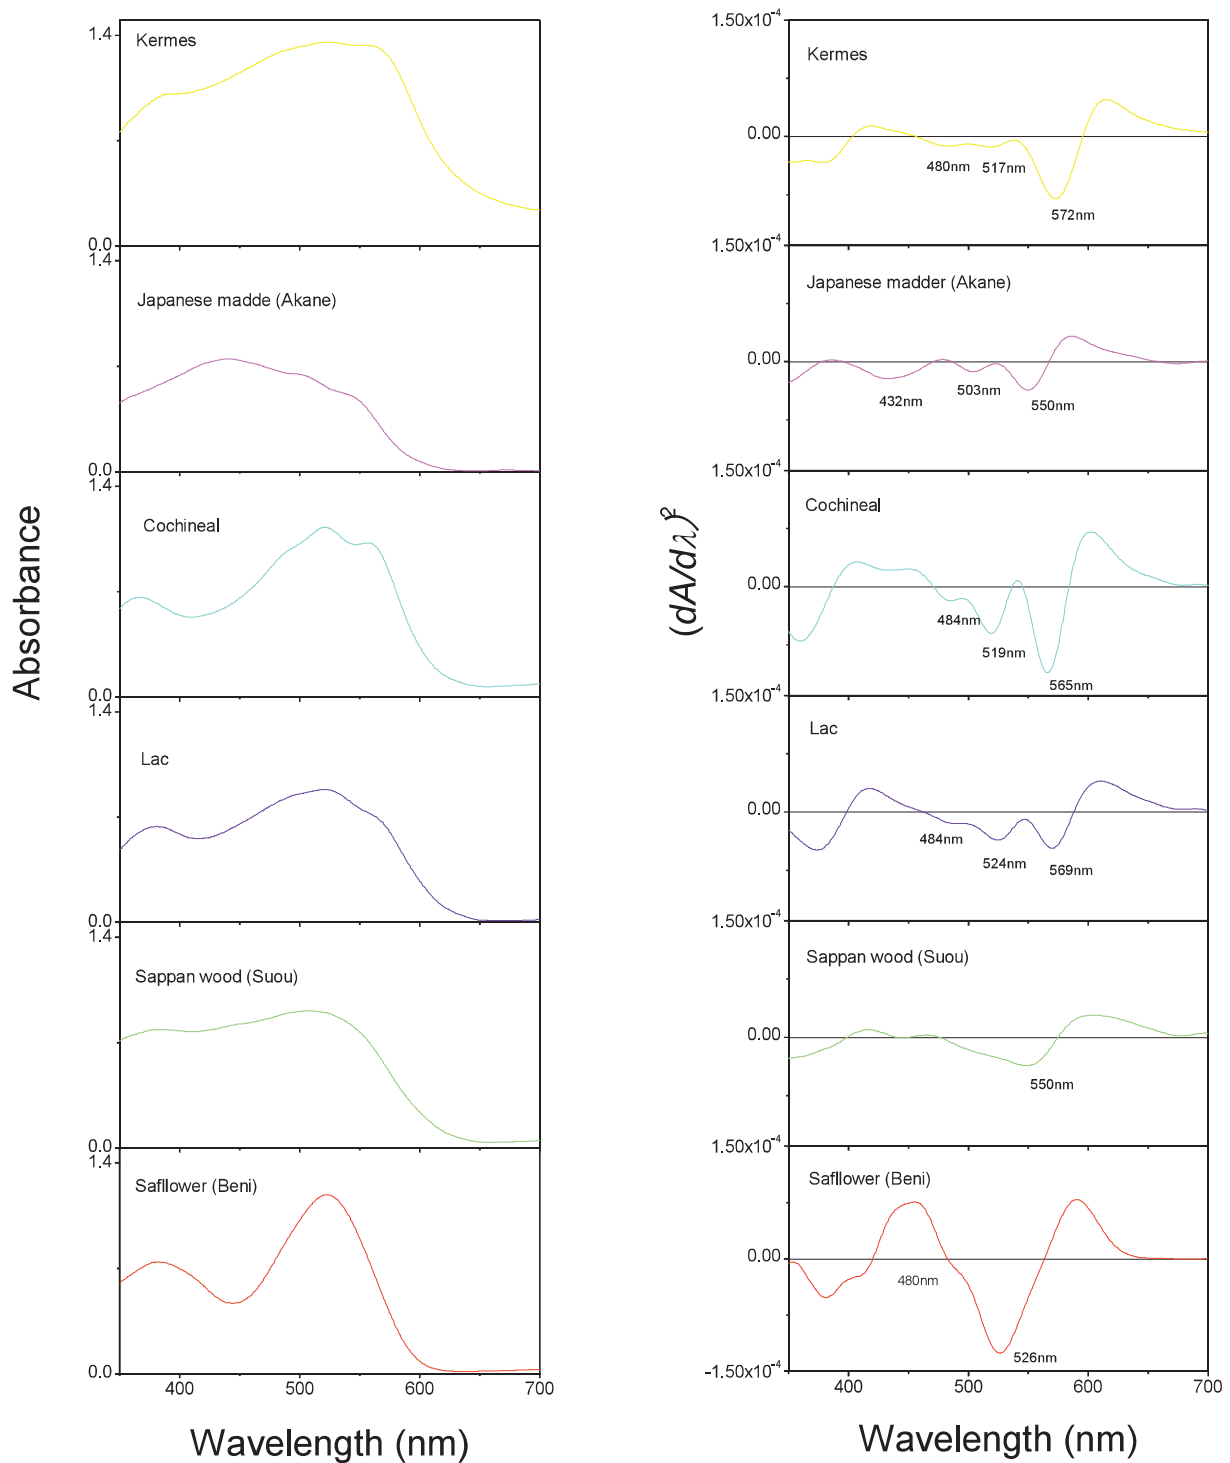 1.4
Kermes
0.0
1.4
Japanese madde (Akane)
0.0
1.4
Cochineal
0.0
1.4
Lac
0.0
1.4
Sappan wood (Suou)
0.0
1.4
Safllower (Beni)
0.0
400
500
600
700
Absorbance
Wavelength (nm)
1.50x10-4
Kermes
0.00
480nm
517nm
572nm
1.50x10-4
Japanese madder (Akane)
0.00
432nm
503nm
550nm
1.50x10-4
Cochineal
0.00
484nm
519nm
565nm
1.50x10-4
Lac
0.00
484nm
524nm
569nm
1.50x10-4
Sappan wood (Suou)
0.00
550nm
1.50x10-4
Safllower (Beni)
0.00
480nm
526nm
-1.50x10-4
400
500
600
700
(dA/dλ)2
Wavelength (nm)